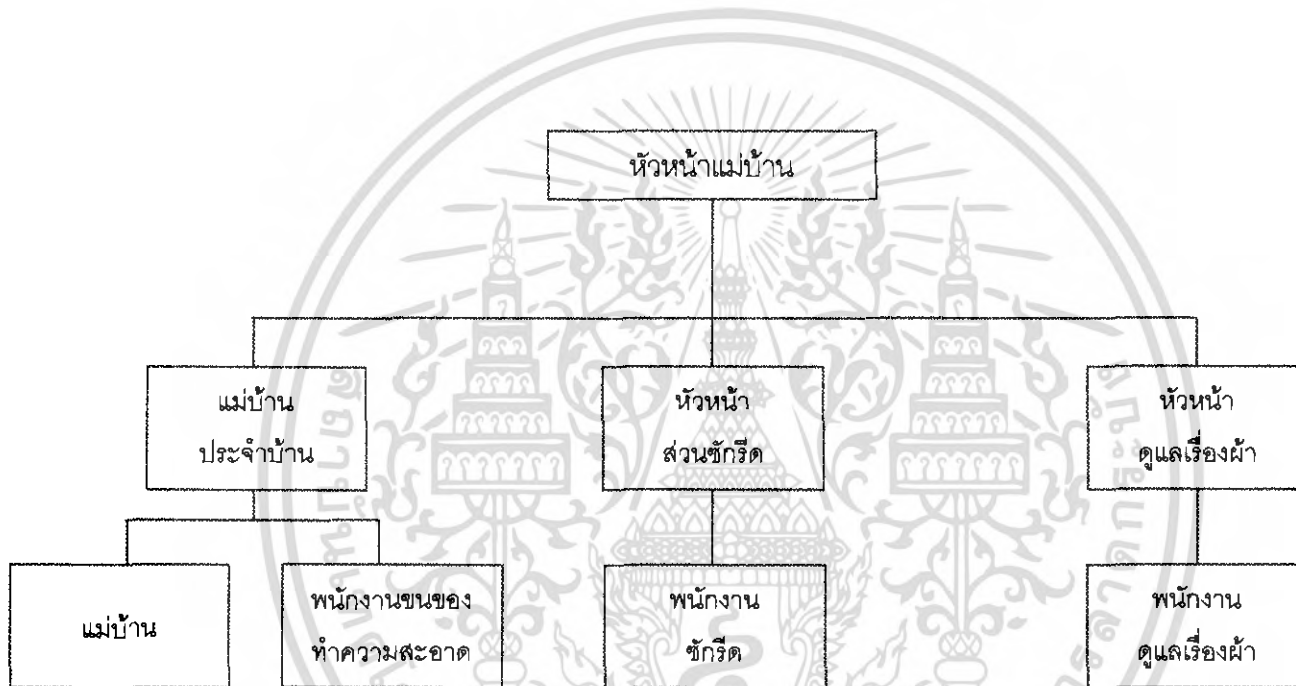 หัวหน้าแม่บ้าน
แม่บ้าน
ประจำบ้าน
หัวหน้า
ส่วนซักรีด
หัวหน้า
ดูแลเรื่องผ้า
แม่บ้าน
พนักงานขนของ
ทำความสะอาด
พนักงาน
ซักรีด
พนักงาน
ดูแลเรื่องผ้า